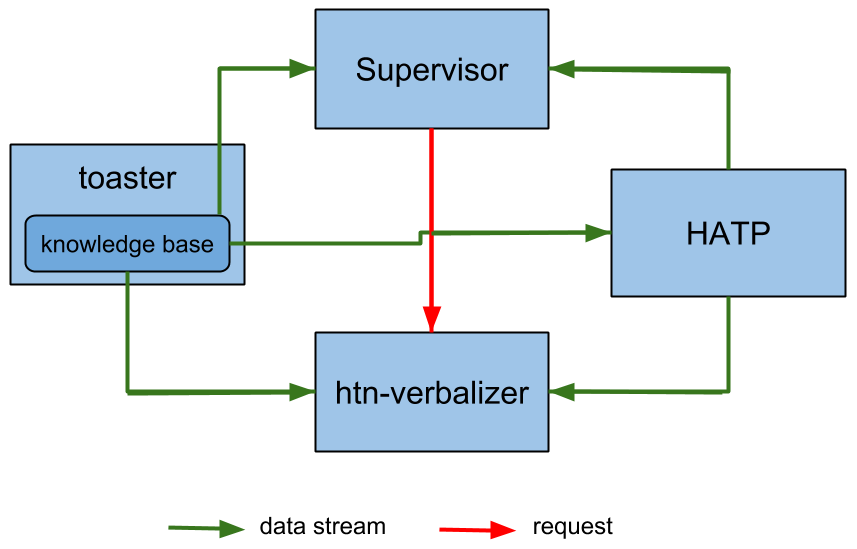 Supervisor
toaster
knowledge base
HATP
htn-verbalizer
data stream
request